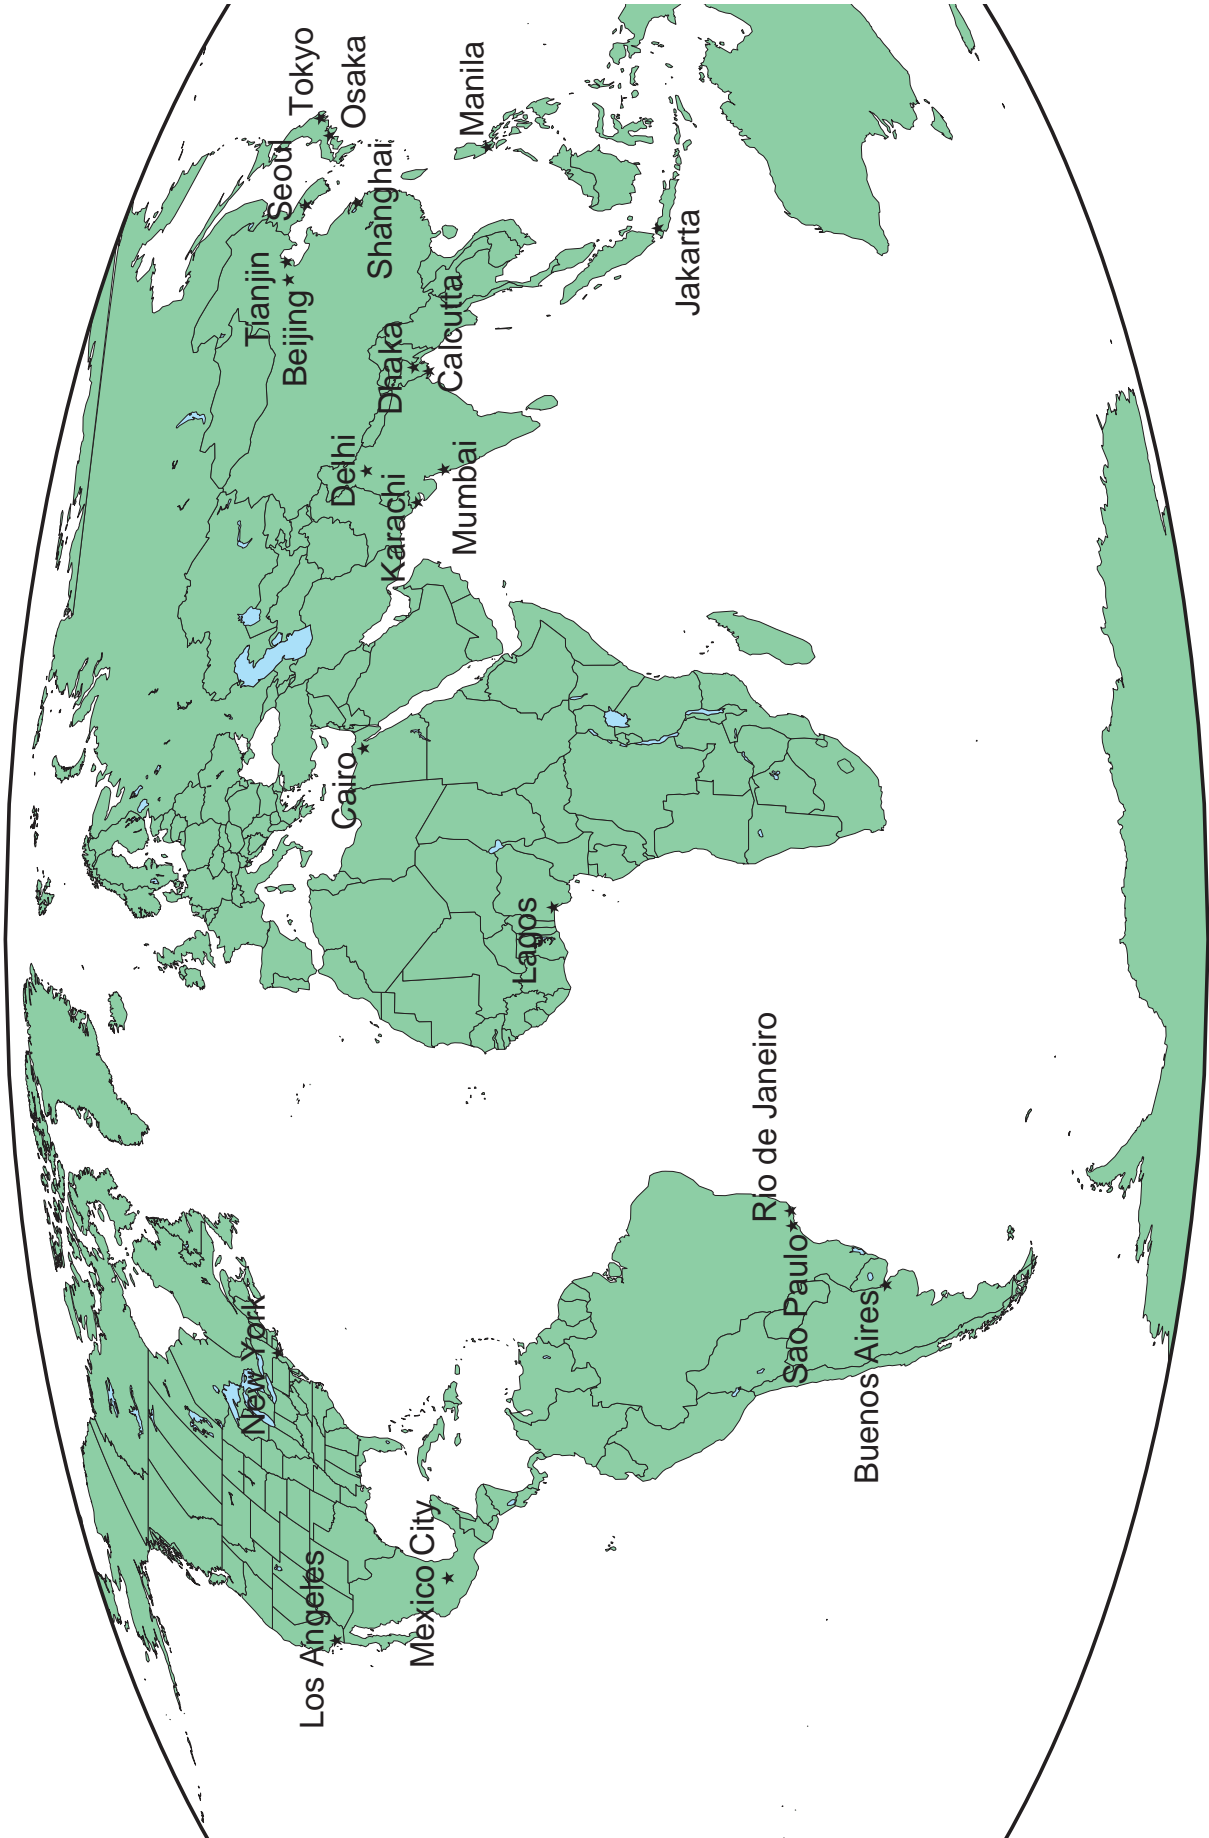 Los Angeles
Mexico City
New York
Buenos Aires
Sao Paulo
Rio de Janeiro
Lagos
Cairo
Karachi
Mumbai
Delhi
Dhaka
Calcutta
Beijing
Tianjin
Jakarta
Shanghai
Seoul
Manila
Osaka
Tokyo